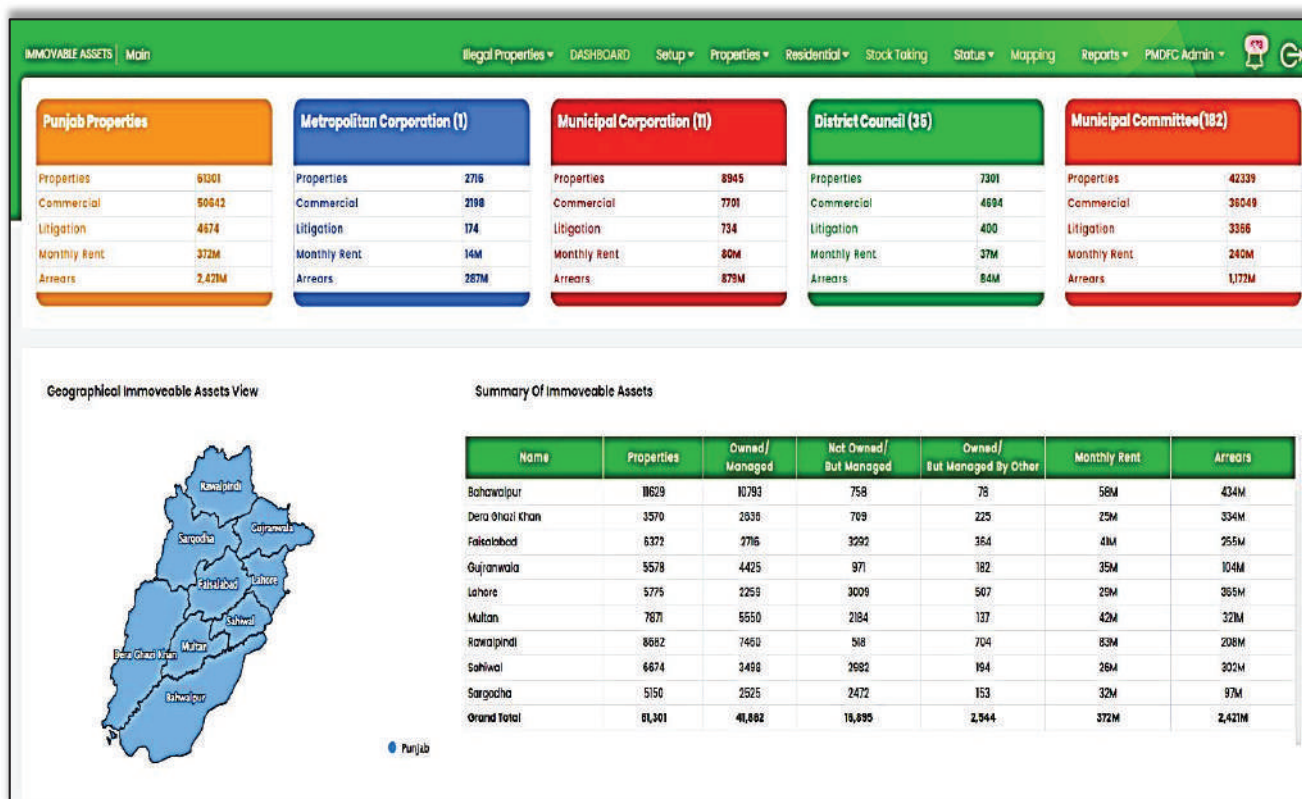 IMMOVABLE ASSETS | Main Illegal Properties DASHBOARD Setup Properties Residential Stock Taking Status Mapping Reports PMDFC Admin
Punjab Properties
Properties 61301
Commercial 50642
Litigation 4674
Monthly Rent 372M
Arrears 2,421M
Metropolitan Corporation (1)
Properties 2716
Commercial 2198
Litigation 174
Monthly Rent 14M
Arrears 287M
Municipal Corporation (11)
Properties 8945
Commercial 7701
Litigation 734
Monthly Rent 80M
Arrears 879M
District Council (35)
Properties 7301
Commercial 4694
Litigation 400
Monthly Rent 37M
Arrears 84M
Municipal Committee(182)
Properties 42339
Commercial 36049
Litigation 3366
Monthly Rent 240M
Arrears 1,172M
Geographical Immoveable Assets View
Rawalpindi
Gujranwala
Sargodha
Faisalabad
Lahore
Sahiwal
Multan
Dera Ghazi Khan
Bahwalpur
Punjab
Summary Of Immoveable Assets
Name Properties Owned/ Managed Not Owned/ But Managed Owned/ But Managed By Other Monthly Rent Arrears
Bahawalpur 11629 10793 758 78 58M 434M
Dera Ghazi Khan 3570 2636 709 225 25M 334M
Faisalabad 6372 2716 3292 364 41M 255M
Gujranwala 5578 4425 971 182 35M 104M
Lahore 5775 2259 3009 507 29M 365M
Multan 7871 5550 2184 137 42M 321M
Rawalpindi 8682 7460 518 704 83M 208M
Sahiwal 6674 3498 2982 194 26M 302M
Sargodha 5150 2525 2472 153 32M 97M
Grand Total 61,301 41,862 16,895 2,544 372M 2,421M